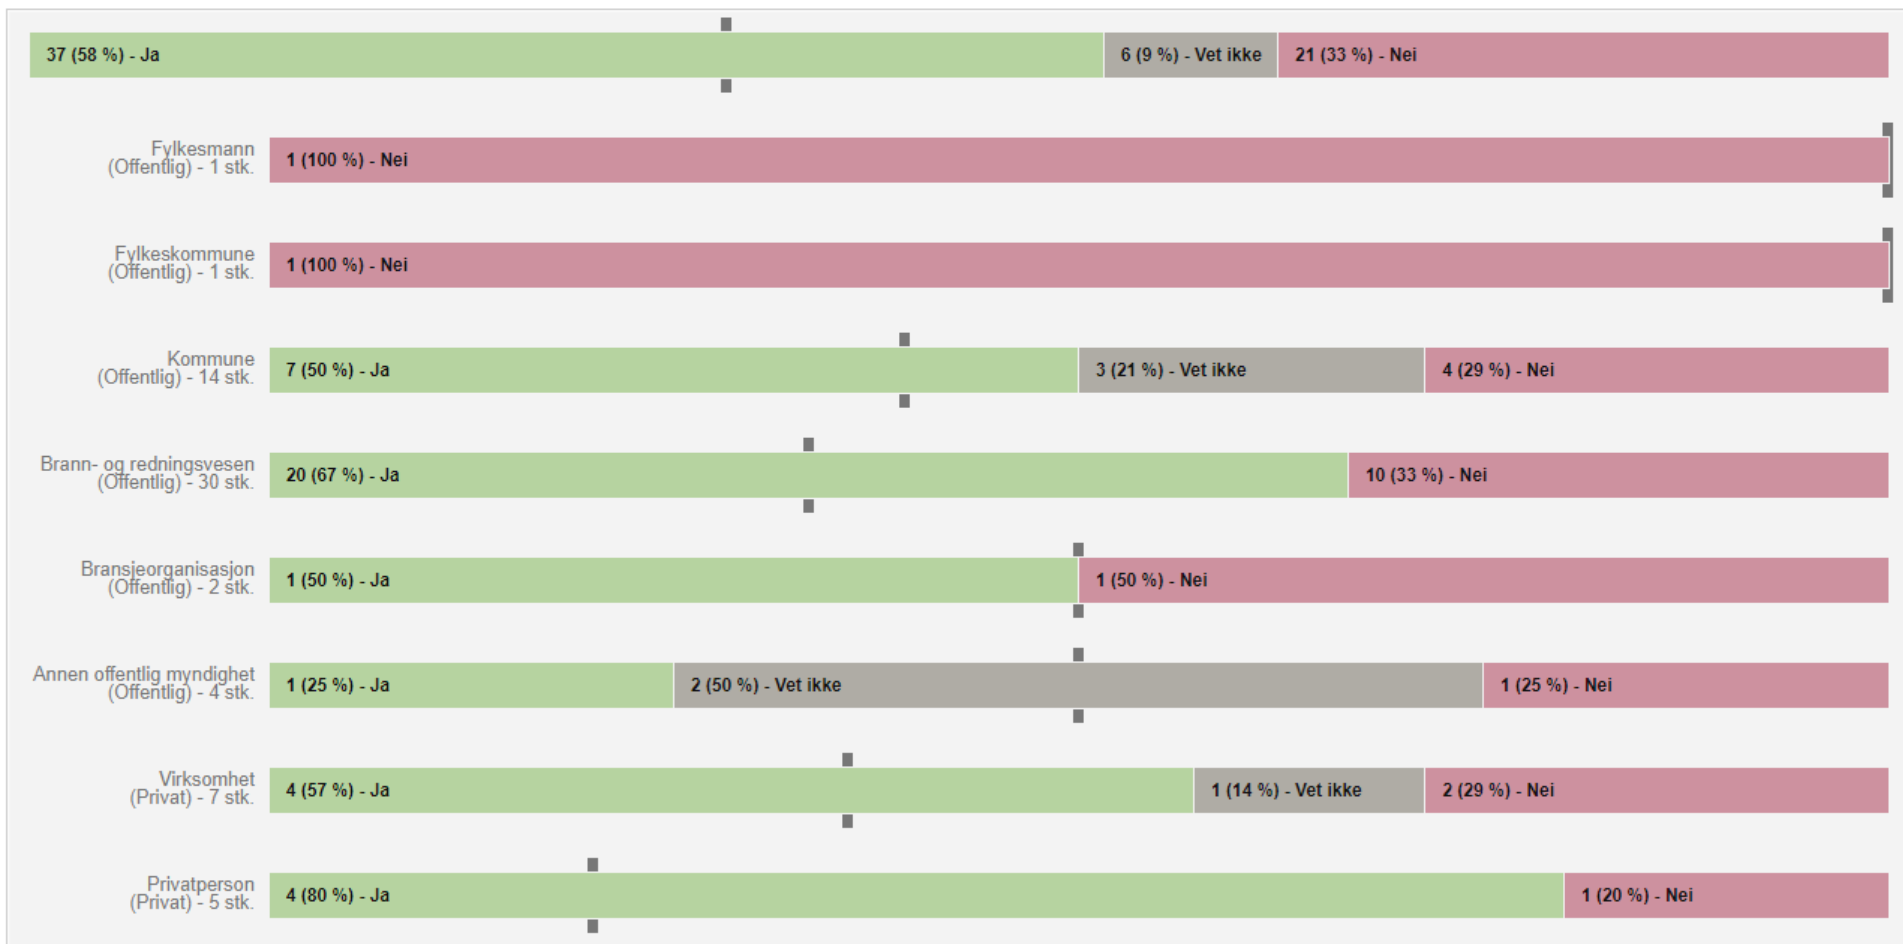 37 (58 %) - Ja 6 (9 %) - Vet ikke 21 (33 %) - Nei
Fylkesmann
(Offentlig) - 1 stk.
1 (100 %) - Nei
Fylkeskommune
(Offentlig) - 1 stk.
1 (100 %) - Nei
Kommune
(Offentlig) - 14 stk.
7 (50 %) - Ja 3 (21 %) - Vet ikke 4 (29 %) - Nei
Brann- og redningsvesen
(Offentlig) - 30 stk.
20 (67 %) - Ja 10 (33 %) - Nei
Bransjeorganisasjon
(Offentlig) - 2 stk.
1 (50 %) - Ja 1 (50 %) - Nei
Annen offentlig myndighet
(Offentlig) - 4 stk.
1 (25 %) - Ja 2 (50 %) - Vet ikke 1 (25 %) - Nei
Virksomhet
(Privat) - 7 stk.
4 (57 %) - Ja 1 (14 %) - Vet ikke 2 (29 %) - Nei
Privatperson
(Privat) - 5 stk.
4 (80 %) - Ja 1 (20 %) - Nei